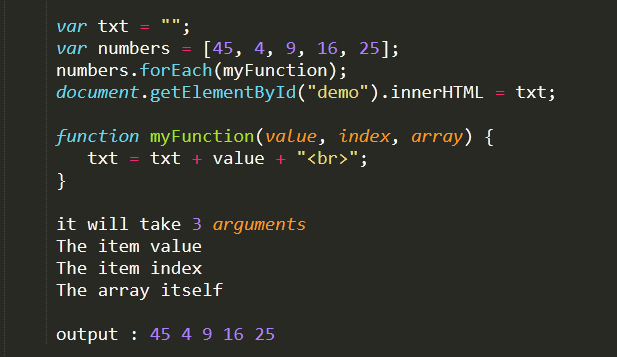 var txt = "";
var numbers = [45, 4, 9, 16, 25];
numbers.forEach(myFunction);
document.getElementById("demo").innerHTML = txt;
function myFunction(value, index, array) {
txt = txt + value + "<br>";
}
it will take 3 arguments
The item value
The item index
The array itself
output : 45 4 9 16 25